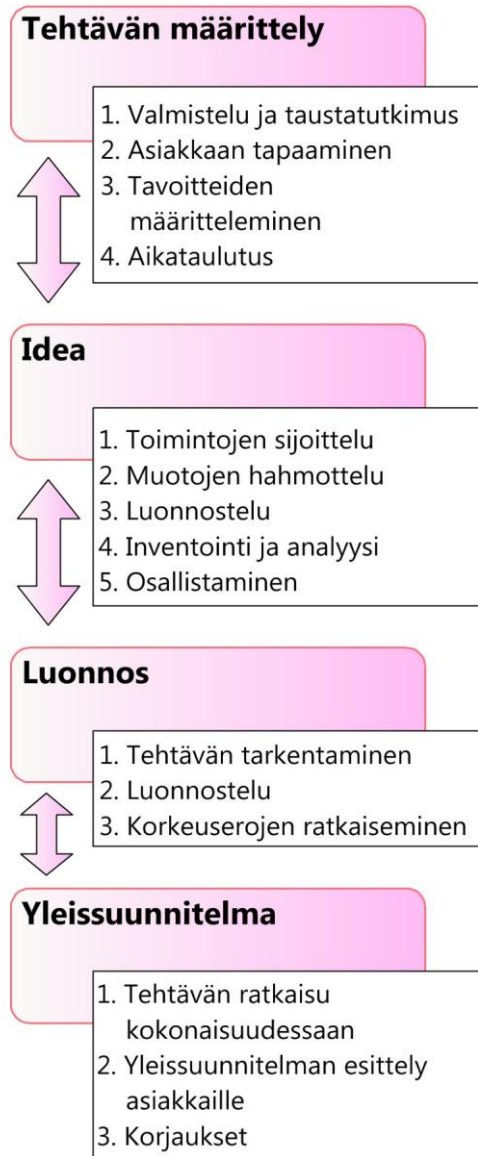 Tehtävän määrittely
1. Valmistelu ja taustatutkimus
2. Asiakkaan tapaaminen
3. Tavoitteiden
määritteleminen
4. Aikataulutus
Idea
1. Toimintojen sijoittelu
2. Muotojen hahmottelu
3. Luonnostelu
4. Inventointi ja analyysi
5. Osallistaminen
Luonnos
1. Tehtävän tarkentaminen
2. Luonnostelu
3. Korkeuserojen ratkaiseminen
Yleissuunnitelma
1. Tehtävän ratkaisu
kokonaisuudessaan
2. Yleissuunnitelman esittely
asiakkaille
3. Korjaukset